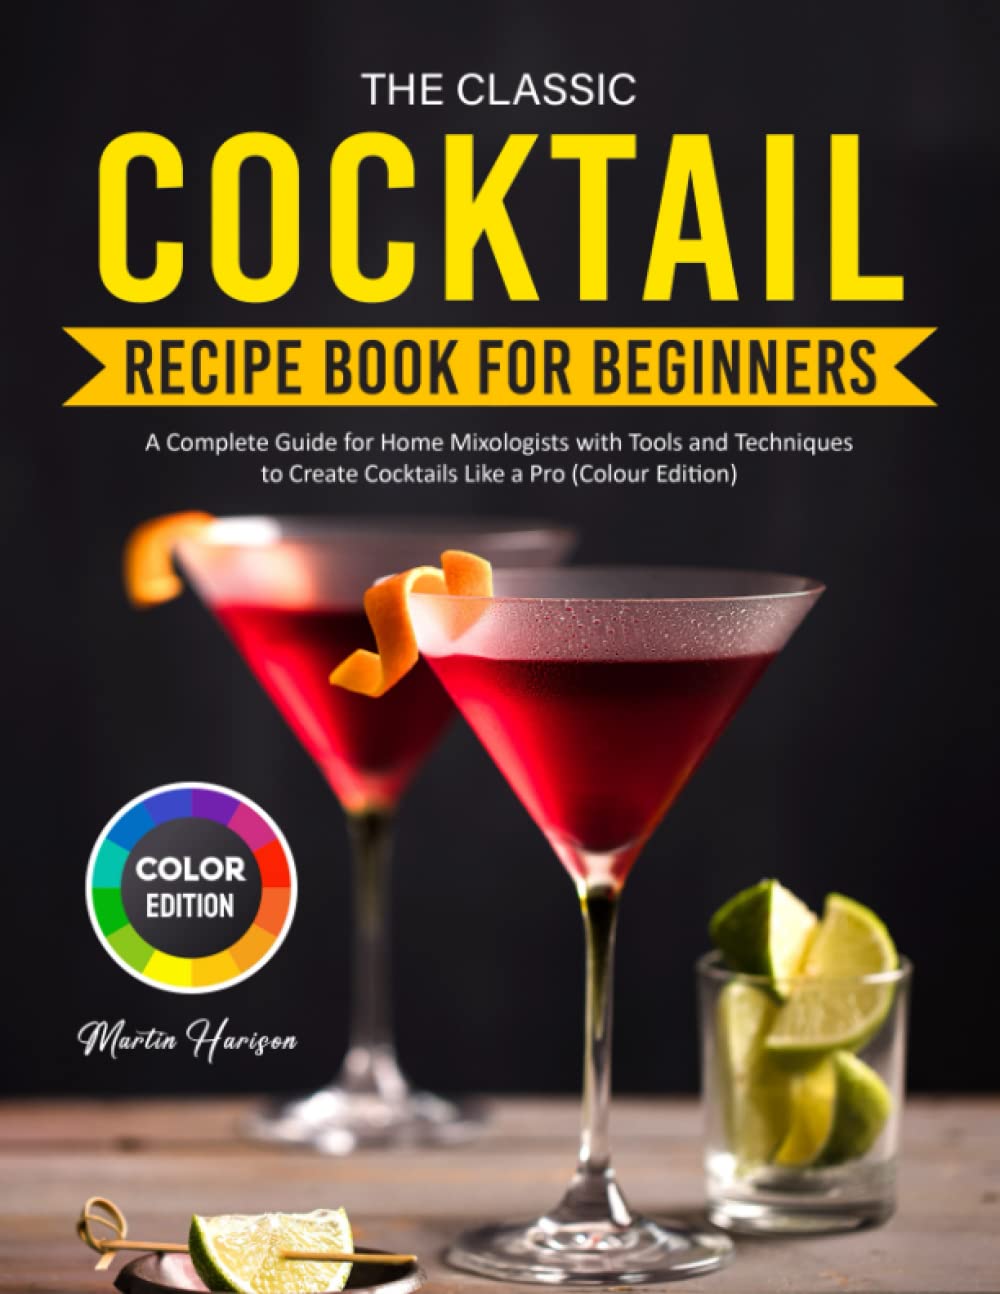 THE CLASSIC
COCKTAIL
RECIPE BOOK FOR BEGINNERS
A Complete Guide for Home Mixologists with Tools and Techniques
to Create Cocktails Like a Pro (Colour Edition)
COLOR
EDITION
Martin Harison